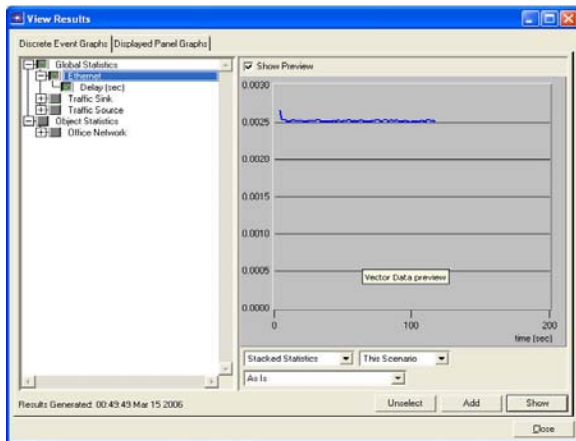 View Results
Discrete Event Graphs
Displayed Panel Graphs
Global Statistics
Ethernet
Delay (sec)
Traffic Sink
Traffic Source
Object Statistics
Office Network
Show Preview
0.0030
0.0025
0.0020
0.0015
0.0010
0.0005
0.0000
Vector Data preview
0
100
200
time (sec)
Stacked Statistics
This Scenario
As Is
Results Generated: 00:49:49 Mar 15 2006
Unselect
Add
Show
Close